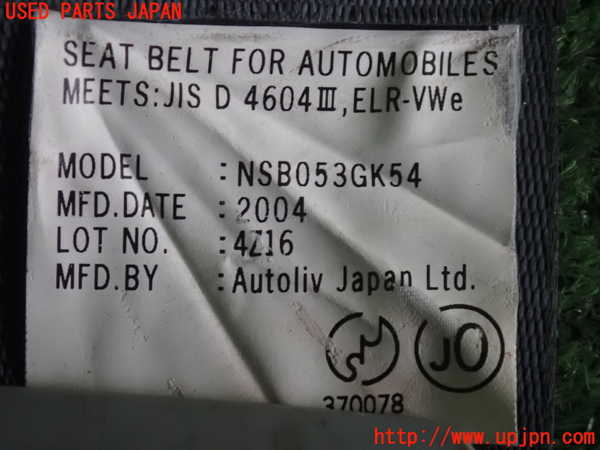 USED PARTS JAPAN
SEAT BELT FOR AUTOMOBILES
MEETS:JIS D 4604Ⅲ,ELR-VWe
MODEL :NSB053GK54
MFD.DATE :2004
LOT NO. :4Z16
MFD.BY :Autoliv Japan Ltd.
JO
370078
http://www.upjpn.com/